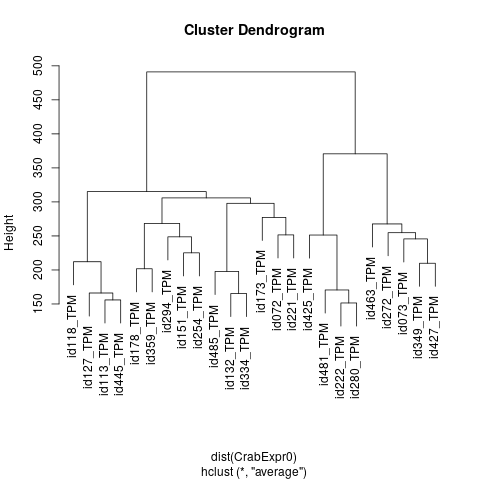 Cluster Dendrogram
Height
500
450
400
350
300
250
200
150
id118_TPM
id127_TPM
id113_TPM
id445_TPM
id178_TPM
id359_TPM
id294_TPM
id151_TPM
id254_TPM
id485_TPM
id132_TPM
id334_TPM
id173_TPM
id072_TPM
id221_TPM
id425_TPM
id481_TPM
id222_TPM
id280_TPM
id463_TPM
id272_TPM
id073_TPM
id349_TPM
id427_TPM
dist(CrabExpr0)
hclust (*, "average")